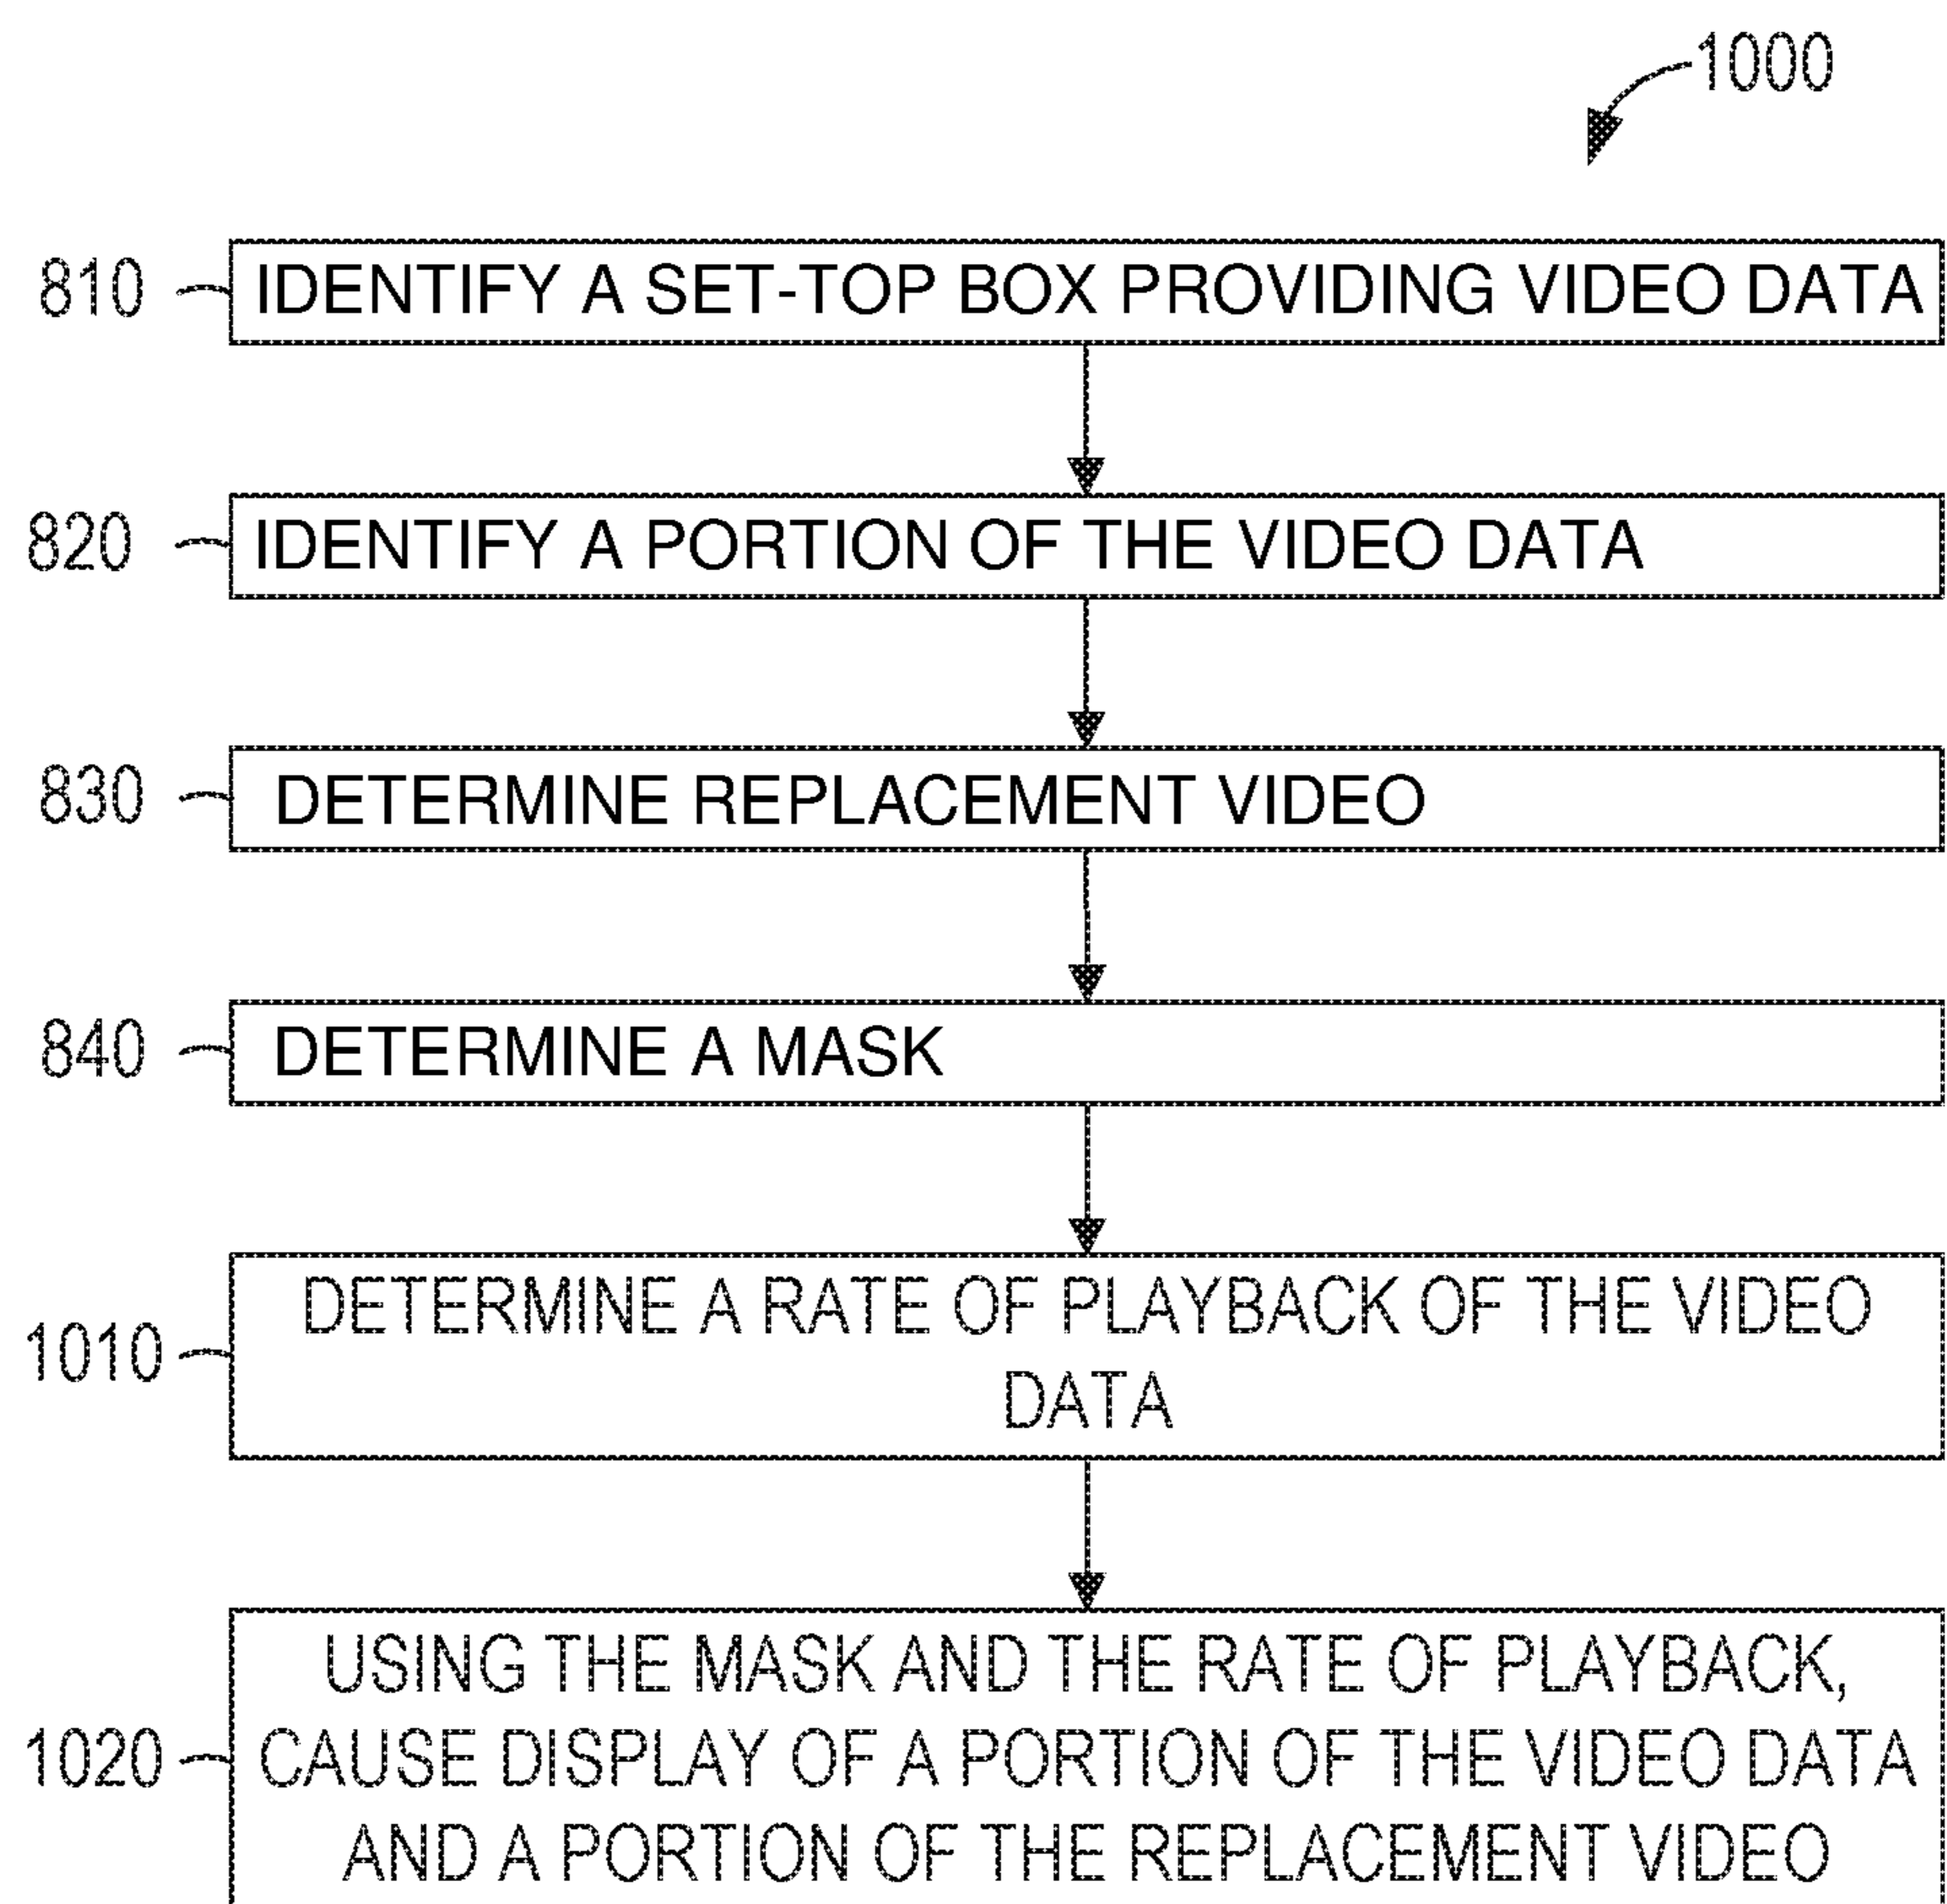 1000
810 IDENTIFY A SET-TOP BOX PROVIDING VIDEO DATA
820 IDENTIFY A PORTION OF THE VIDEO DATA
830 DETERMINE REPLACEMENT VIDEO
840 DETERMINE A MASK
DETERMINE A RATE OF PLAYBACK OF THE VIDEO
1010
DATA
USING THE MASK AND THE RATE OF PLAYBACK,
1020 CAUSE DISPLAY OF A PORTION OF THE VIDEO DATA
AND A PORTION OF THE REPLACEMENT VIDEO